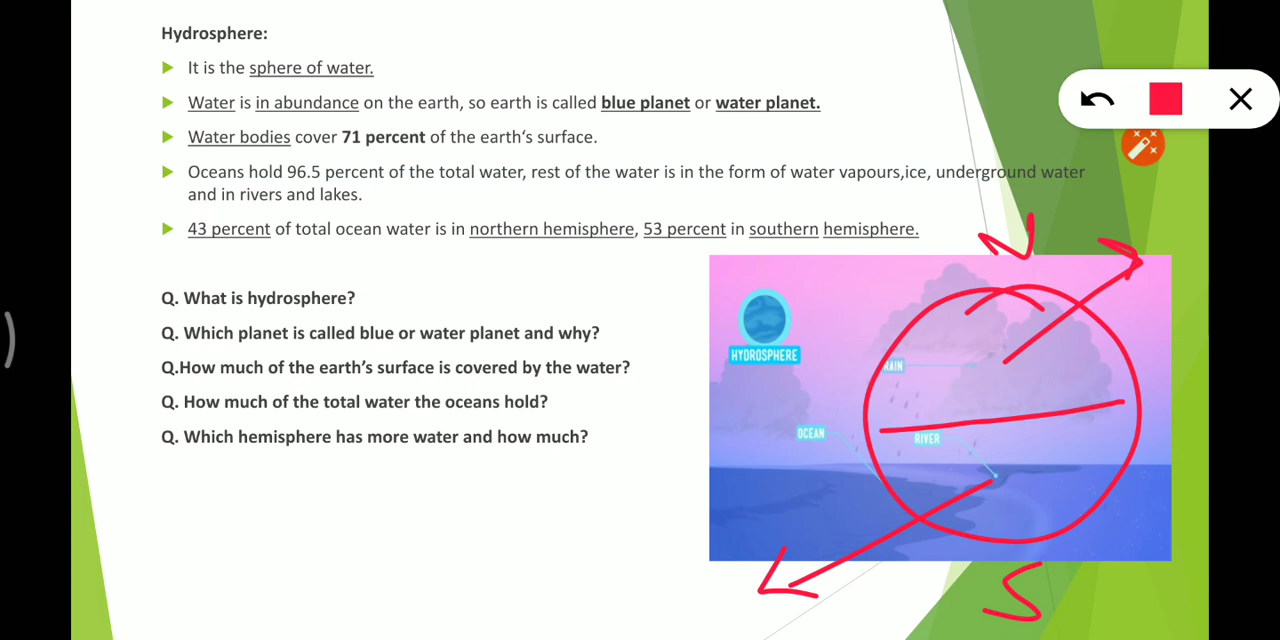 Hydrosphere:
It is the sphere of water.
Water is in abundance on the earth, so earth is called blue planet or water planet.
Water bodies cover 71 percent of the earth‘s surface.
Oceans hold 96.5 percent of the total water, rest of the water is in the form of water vapours,ice, underground water
and in rivers and lakes.
43 percent of total ocean water is in northern hemisphere, 53 percent in southern hemisphere.
Q. What is hydrosphere?
Q. Which planet is called blue or water planet and why?
Q.How much of the earth’s surface is covered by the water?
Q. How much of the total water the oceans hold?
Q. Which hemisphere has more water and how much?
N
HYDROSPHERE
RAIN
OCEAN
RIVER
S